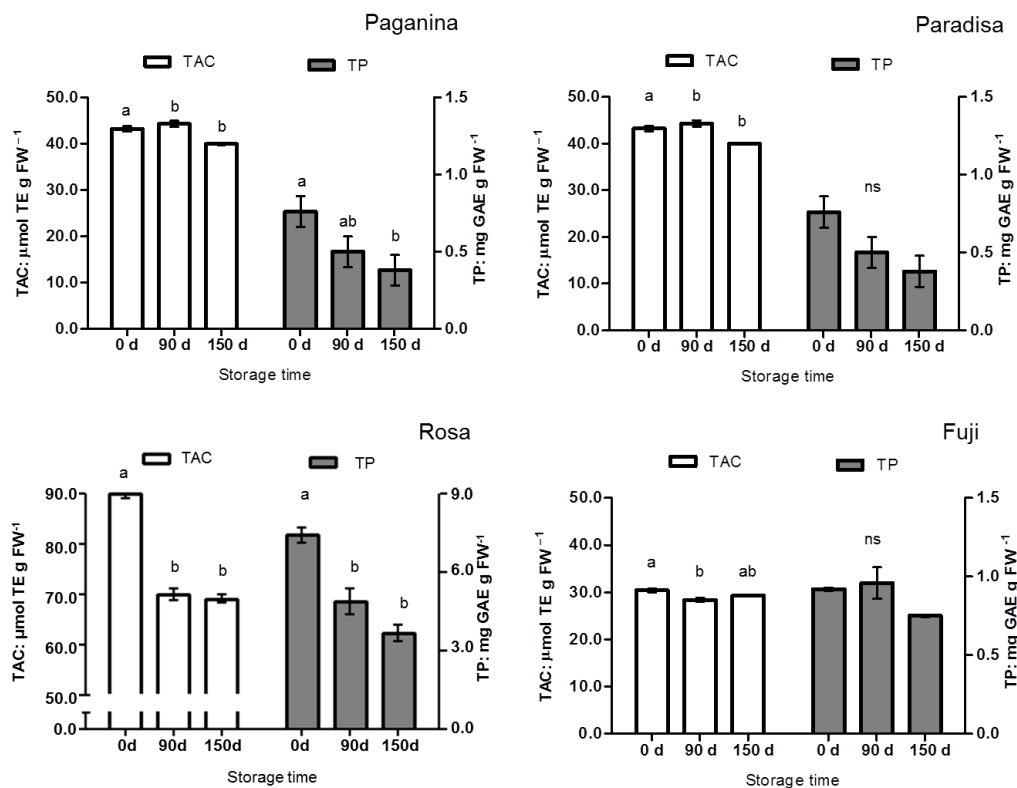 Paganina
TAC TP
50.0
40.0
30.0
20.0
10.0
0.0
TAC: μmol TE g FW⁻¹
a b b
a ab b
1.5
1.0
0.5
0.0
TP: mg GAE g FW⁻¹
0 d 90 d 150 d 0 d 90 d 150 d
Storage time
Paradisa
TAC TP
50.0
40.0
30.0
20.0
10.0
0.0
TAC: μmol TE g FW⁻¹
a b b
ns
1.5
1.0
0.5
0.0
TP: mg GAE g FW⁻¹
0 d 90 d 150 d 0 d 90 d 150 d
Storage time
Rosa
TAC TP
90.0
80.0
70.0
60.0
50.0
0.0
TAC: μmol TE g FW⁻¹
a b b
a b b
9.0
6.0
3.0
0.0
TP: mg GAE g FW⁻¹
0d 90d 150d 0d 90d 150d
Storage time
Fuji
TAC TP
50.0
40.0
30.0
20.0
10.0
0.0
TAC: μmol TE g FW⁻¹
a b ab
ns
1.5
1.0
0.5
0.0
TP: mg GAE g FW⁻¹
0 d 90 d 150 d 0 d 90 d 150 d
Storage time